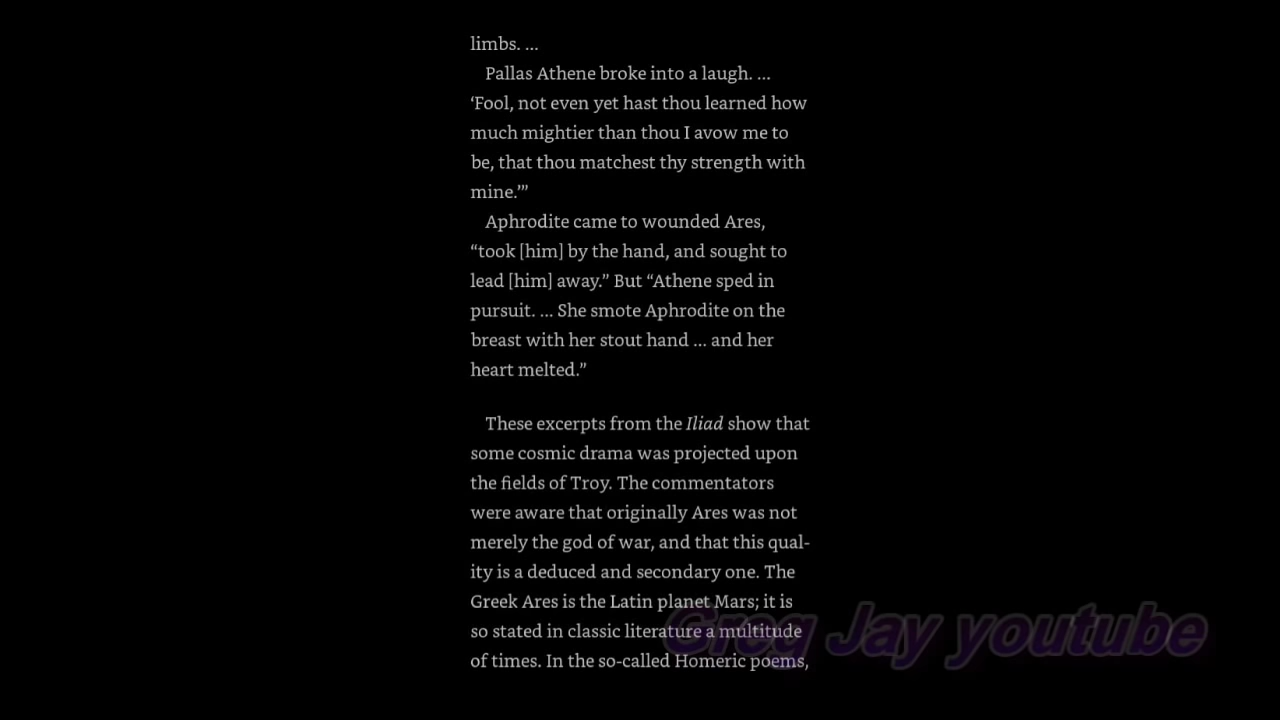 limbs. ...
Pallas Athene broke into a laugh. ...
‘Fool, not even yet hast thou learned how
much mightier than thou I avow me to
be, that thou matchest thy strength with
mine.’”
Aphrodite came to wounded Ares,
“took [him] by the hand, and sought to
lead [him] away.” But “Athene sped in
pursuit. ... She smote Aphrodite on the
breast with her stout hand ... and her
heart melted.”
These excerpts from the Iliad show that
some cosmic drama was projected upon
the fields of Troy. The commentators
were aware that originally Ares was not
merely the god of war, and that this qual-
ity is a deduced and secondary one. The
Greek Ares is the Latin planet Mars; it is
so stated in classic literature a multitude
of times. In the so-called Homeric poems,
Greg Jay youtube